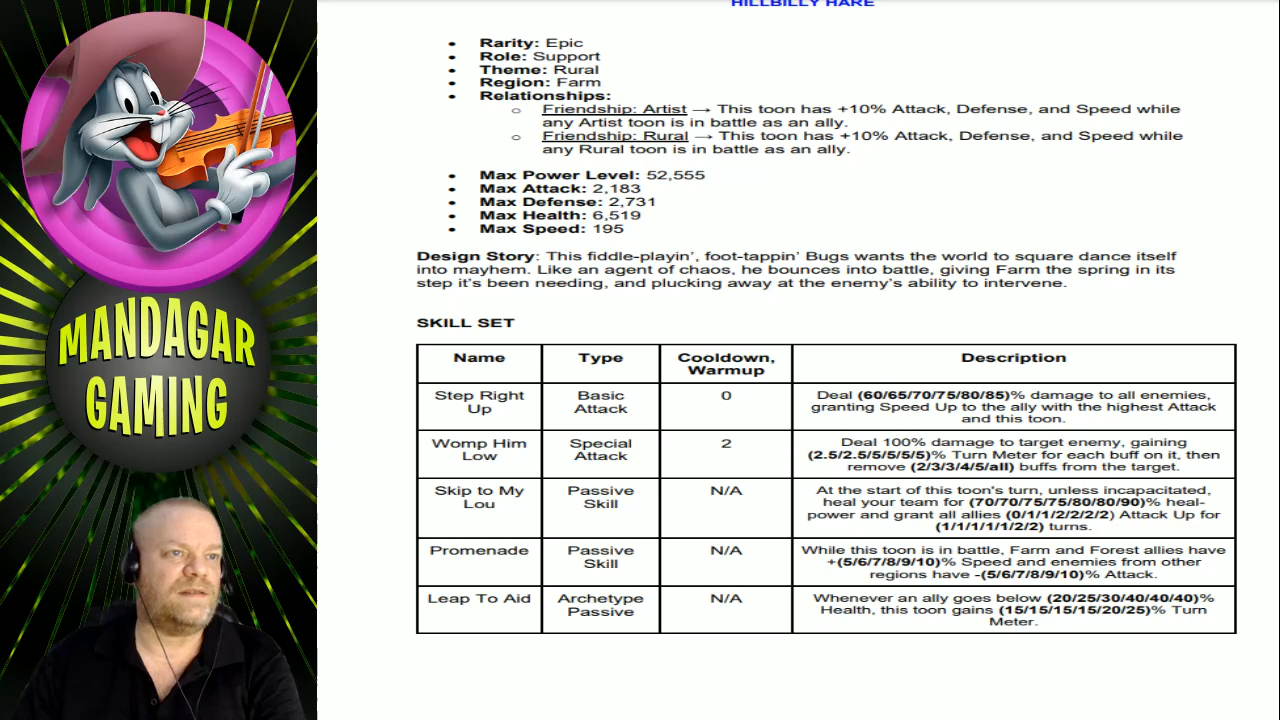 HILLBILLY HARE
• Rarity: Epic
• Role: Support
• Theme: Rural
• Region: Farm
• Relationships:
○ Friendship: Artist → This toon has +10% Attack, Defense, and Speed while
any Artist toon is in battle as an ally.
○ Friendship: Rural → This toon has +10% Attack, Defense, and Speed while
any Rural toon is in battle as an ally.
• Max Power Level: 52,555
• Max Attack: 2,183
• Max Defense: 2,731
• Max Health: 6,519
• Max Speed: 195
Design Story: This fiddle-playin', foot-tappin' Bugs wants the world to square dance itself
into mayhem. Like an agent of chaos, he bounces into battle, giving Farm the spring in its
step it's been needing, and plucking away at the enemy's ability to intervene.
SKILL SET
Name
Type
Cooldown,
Warmup
Description
Step Right
Up
Basic
Attack
0
Deal (60/65/70/75/80/85)% damage to all enemies,
granting Speed Up to the ally with the highest Attack
and this toon.
Womp Him
Low
Special
Attack
2
Deal 100% damage to target enemy, gaining
(2.5/2.5/5/5/5/5)% Turn Meter for each buff on it, then
remove (2/3/3/4/5/all) buffs from the target.
Skip to My
Lou
Passive
Skill
N/A
At the start of this toon's turn, unless incapacitated,
heal your team for (70/70/75/75/80/80/90)% heal-
power and grant all allies (0/1/1/2/2/2/2) Attack Up for
(1/1/1/1/1/2/2) turns.
Promenade
Passive
Skill
N/A
While this toon is in battle, Farm and Forest allies have
+(5/6/7/8/9/10)% Speed and enemies from other
regions have -(5/6/7/8/9/10)% Attack.
Leap To Aid
Archetype
Passive
N/A
Whenever an ally goes below (20/25/30/40/40/40)%
Health, this toon gains (15/15/15/15/20/25)% Turn
Meter.
MANDAGAR
GAMING